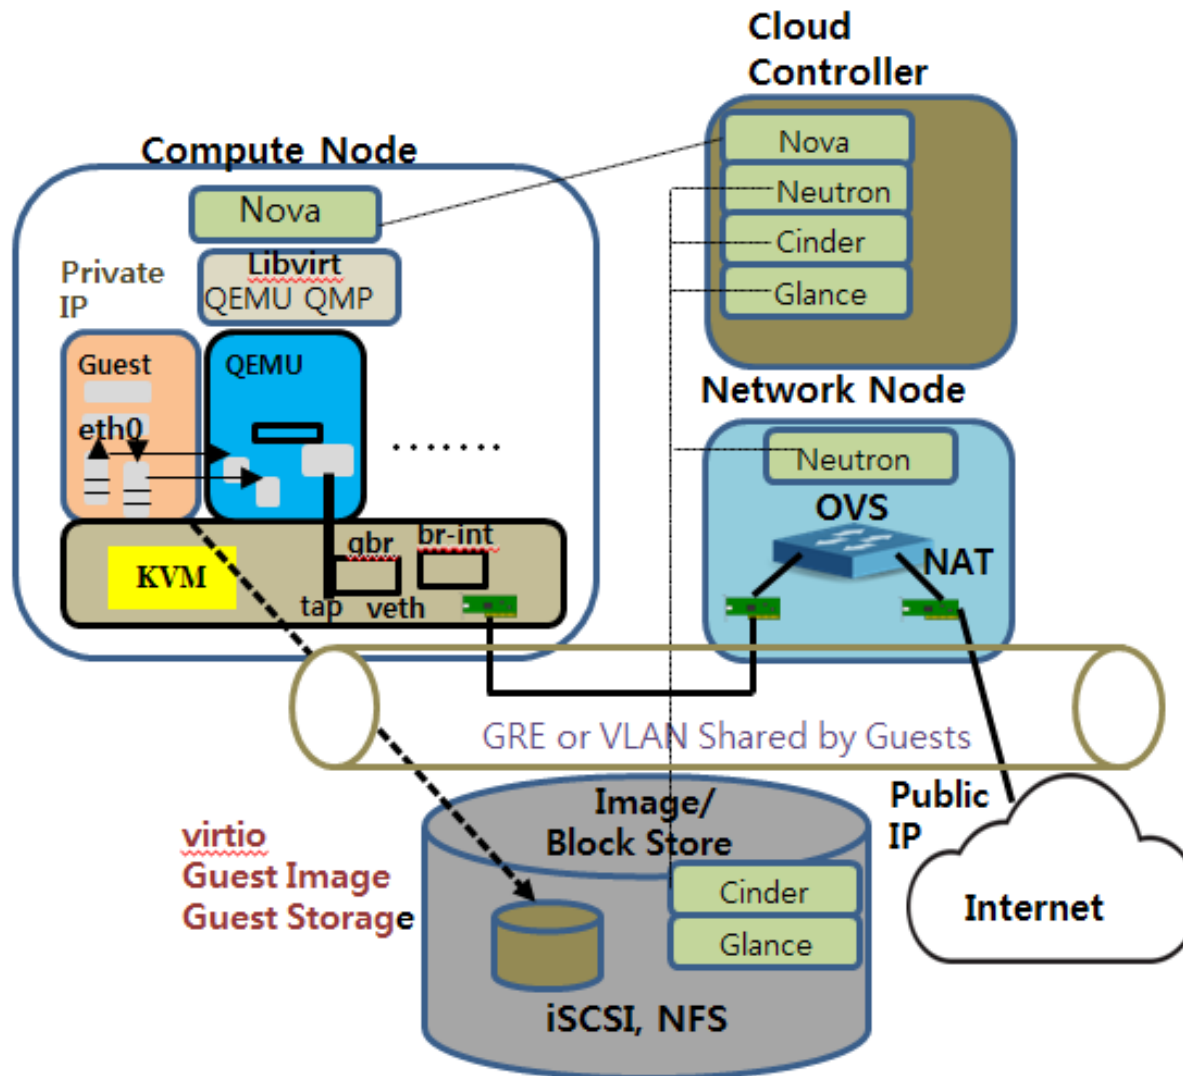 Cloud
Controller
Nova
Neutron
Cinder
Glance
Compute Node
Nova
Libvirt
QEMU QMP
Private
IP
Guest
eth0
QEMU
........
KVM
qbr
br-int
tap
veth
Network Node
Neutron
OVS
NAT
GRE or VLAN Shared by Guests
Public
IP
Internet
virtio
Guest Image
Guest Storage
Image/
Block Store
Cinder
Glance
iSCSI, NFS